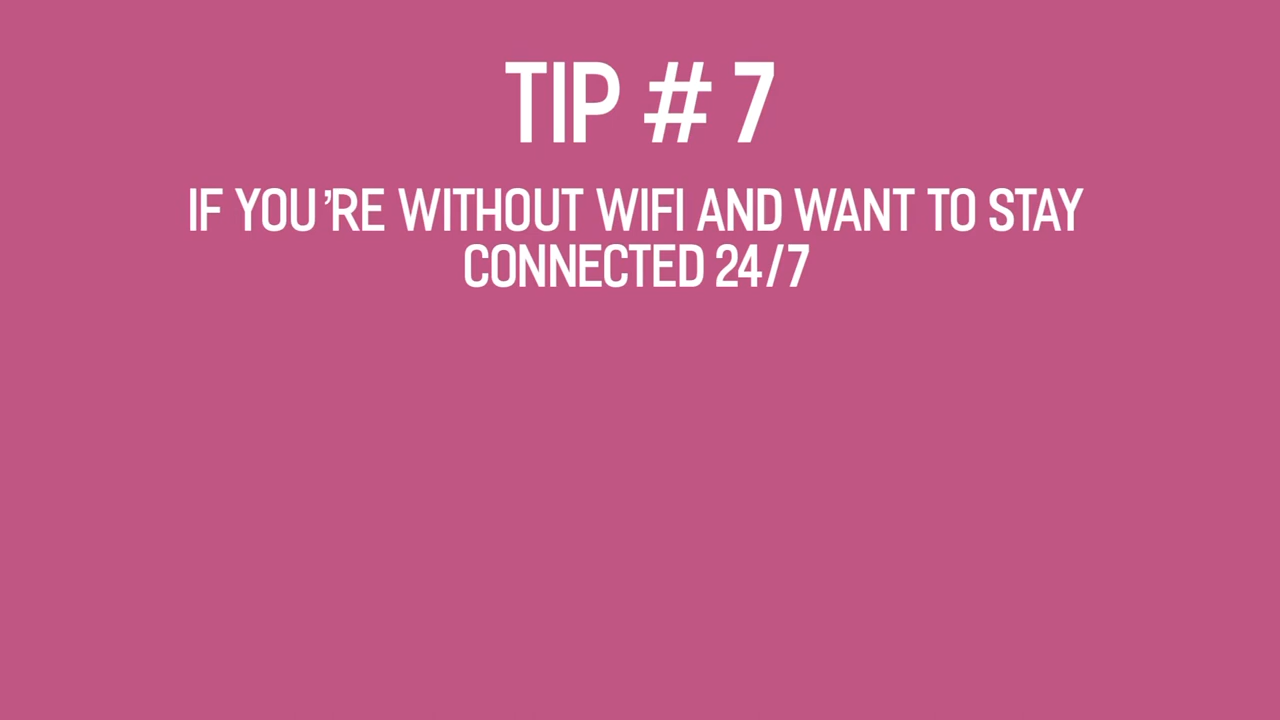 TIP # 7
IF YOU'RE WITHOUT WIFI AND WANT TO STAY
CONNECTED 24/7